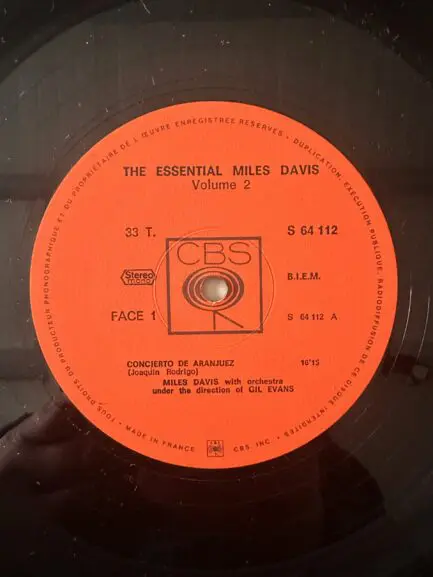 TOUS DROITS DU PRODUCTEUR PHONOGRAPHIQUE ET DU PROPRIETAIRE DE L'ŒUVRE ENREGISTREE RESERVES • DUPLICATION, EXECUTION PUBLIQUE, RADIODIFFUSION DE CE DISQUE INTERDITES •
THE ESSENTIAL MILES DAVIS
Volume 2
33 T.
S 64 112
CBS
Stereo
mono
B.I.E.M.
FACE 1
S 64 112 A
CONCIERTO DE ARANJUEZ 16'15
(Joaquin Rodrigo)
MILES DAVIS with orchestra
under the direction of GIL EVANS
• MADE IN FRANCE CBS INC. •